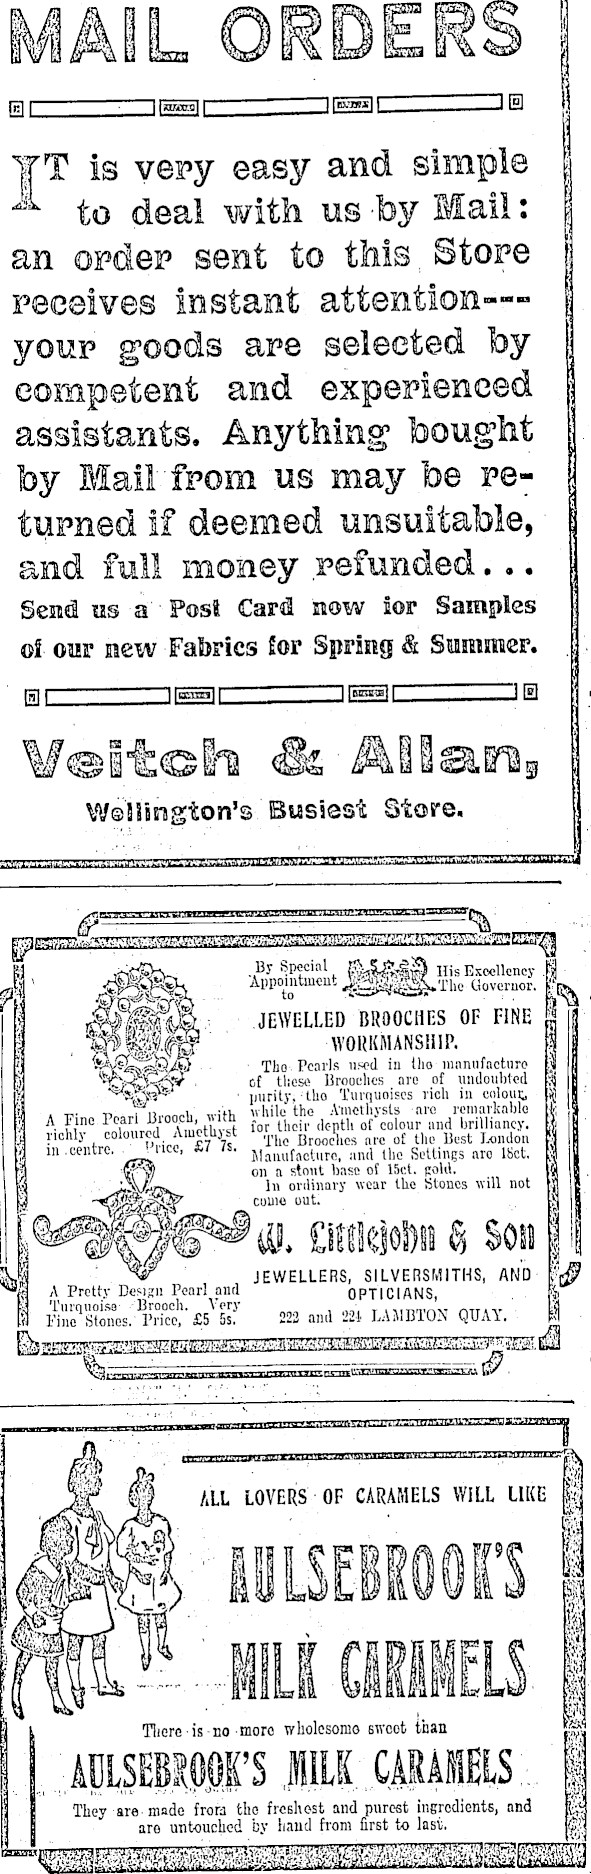 MAIL ORDERS
IT is very easy and simple
to deal with us by Mail:
an order sent to this Store
receives instant attention---
your goods are selected by
competent and experienced
assistants. Anything bought
by Mail from us may be re-
turned if deemed unsuitable,
and full money refunded...
Send us a Post Card now for Samples
of our new Fabrics for Spring & Summer.
Veitch & Allan,
Wellington's Busiest Store.
A Fine Pearl Brooch, with
richly coloured Amethyst
in centre. Price, £7 7s.
A Pretty Design Pearl and
Turquoise Brooch. Very
Fine Stones. Price, £5 5s.
By Special
Appointment
to
His Excellency
The Governor.
JEWELLED BROOCHES OF FINE
WORKMANSHIP.
The Pearls used in the manufacture
of these Brooches are of undoubted
purity, the Turquoises rich in colour,
while the Amethysts are remarkable
for their depth of colour and brilliancy.
The Brooches are of the Best London
Manufacture, and the Settings are 18ct.
on a stout base of 15ct. gold.
In ordinary wear the Stones will not
come out.
W. Littlejohn & Son
JEWELLERS, SILVERSMITHS, AND
OPTICIANS,
222 and 224 LAMBTON QUAY.
ALL LOVERS OF CARAMELS WILL LIKE
AULSEBROOK'S
MILK CARAMELS
There is no more wholesome sweet than
AULSEBROOK'S MILK CARAMELS
They are made from the freshest and purest ingredients, and
are untouched by hand from first to last.